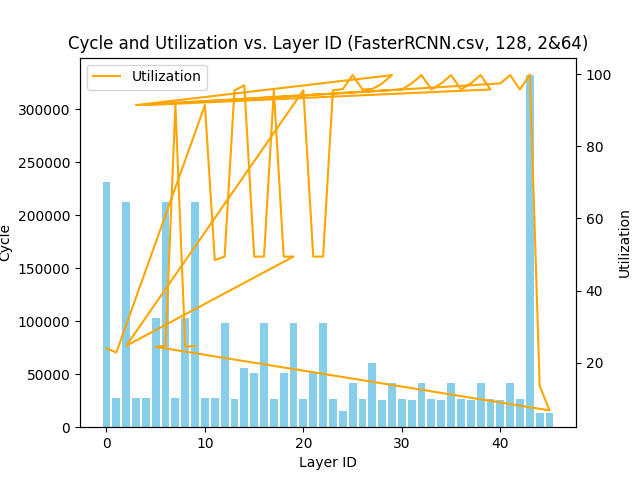 Cycle and Utilization vs. Layer ID (FasterRCNN.csv, 128, 2&64)
Utilization
300000
250000
200000
150000
100000
50000
0
Cycle
100
80
60
40
20
Utilization
0 10 20 30 40
Layer ID